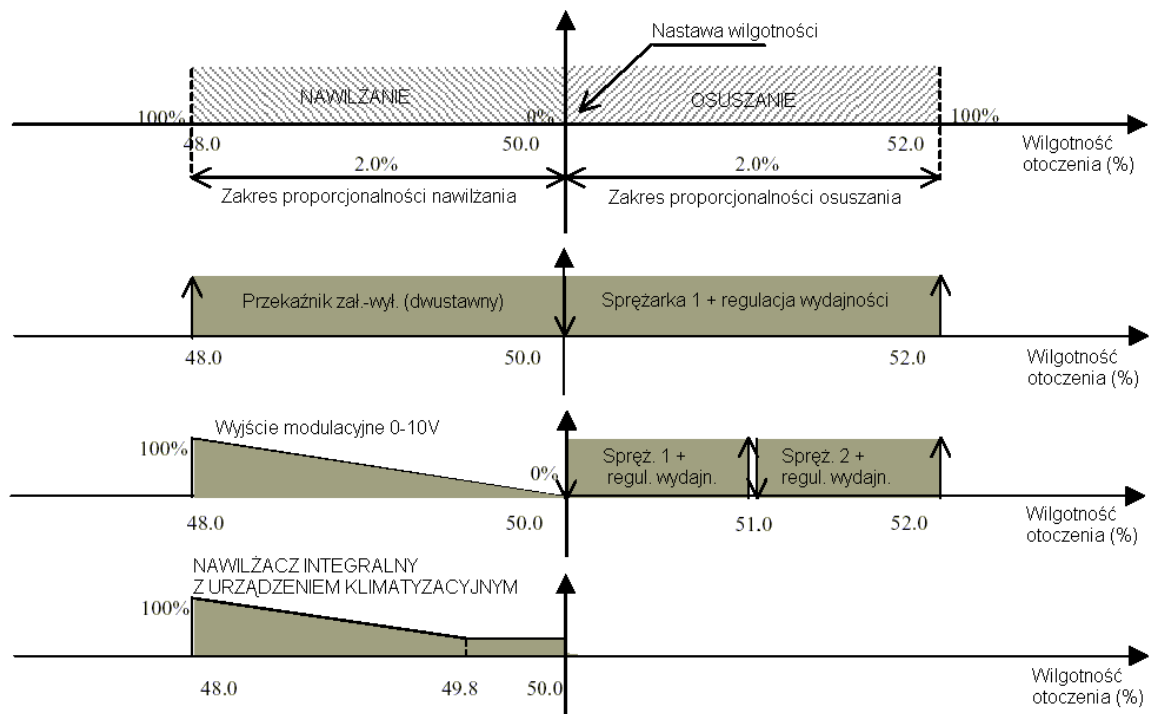 Nastawa wilgotności
NAWILŻANIE
OSUSZANIE
100%
0%
100%
48.0
50.0
52.0
Wilgotność
otoczenia (%)
2.0%
2.0%
Zakres proporcjonalności nawilżania
Zakres proporcjonalności osuszania
Przekaźnik zał.-wył. (dwustawny)
Sprężarka 1 + regulacja wydajności
48.0
50.0
52.0
Wilgotność
otoczenia (%)
Wyjście modulacyjne 0-10V
100%
0%
Spręż. 1 +
regul. wydajn.
Spręż. 2 +
regul. wydajn.
48.0
50.0
51.0
52.0
Wilgotność
otoczenia (%)
NAWILŻACZ INTEGRALNY
Z URZĄDZENIEM KLIMATYZACYJNYM
100%
48.0
49.8
50.0
Wilgotność
otoczenia (%)